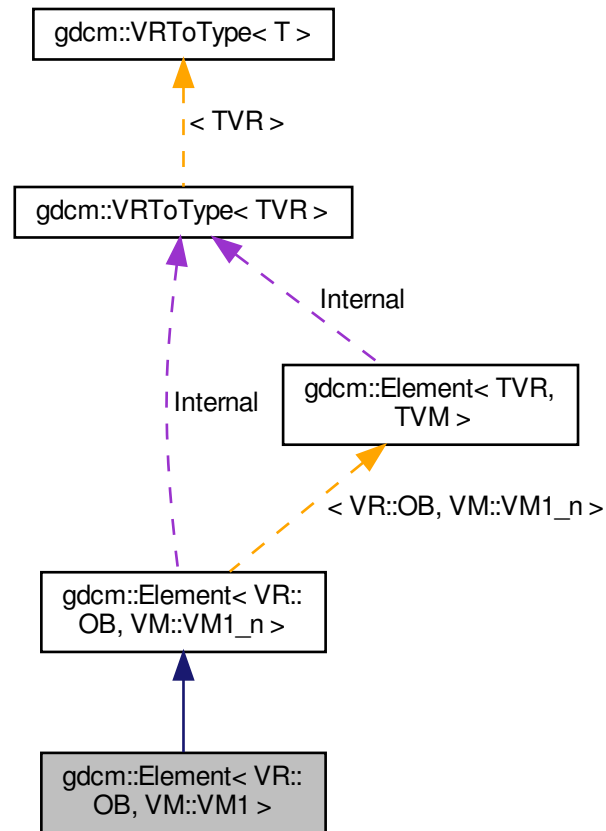 gdcm::VRToType< T >
< TVR >
gdcm::VRToType< TVR >
Internal
gdcm::Element< TVR,
TVM >
Internal
< VR::OB, VM::VM1_n >
gdcm::Element< VR::
OB, VM::VM1_n >
gdcm::Element< VR::
OB, VM::VM1 >